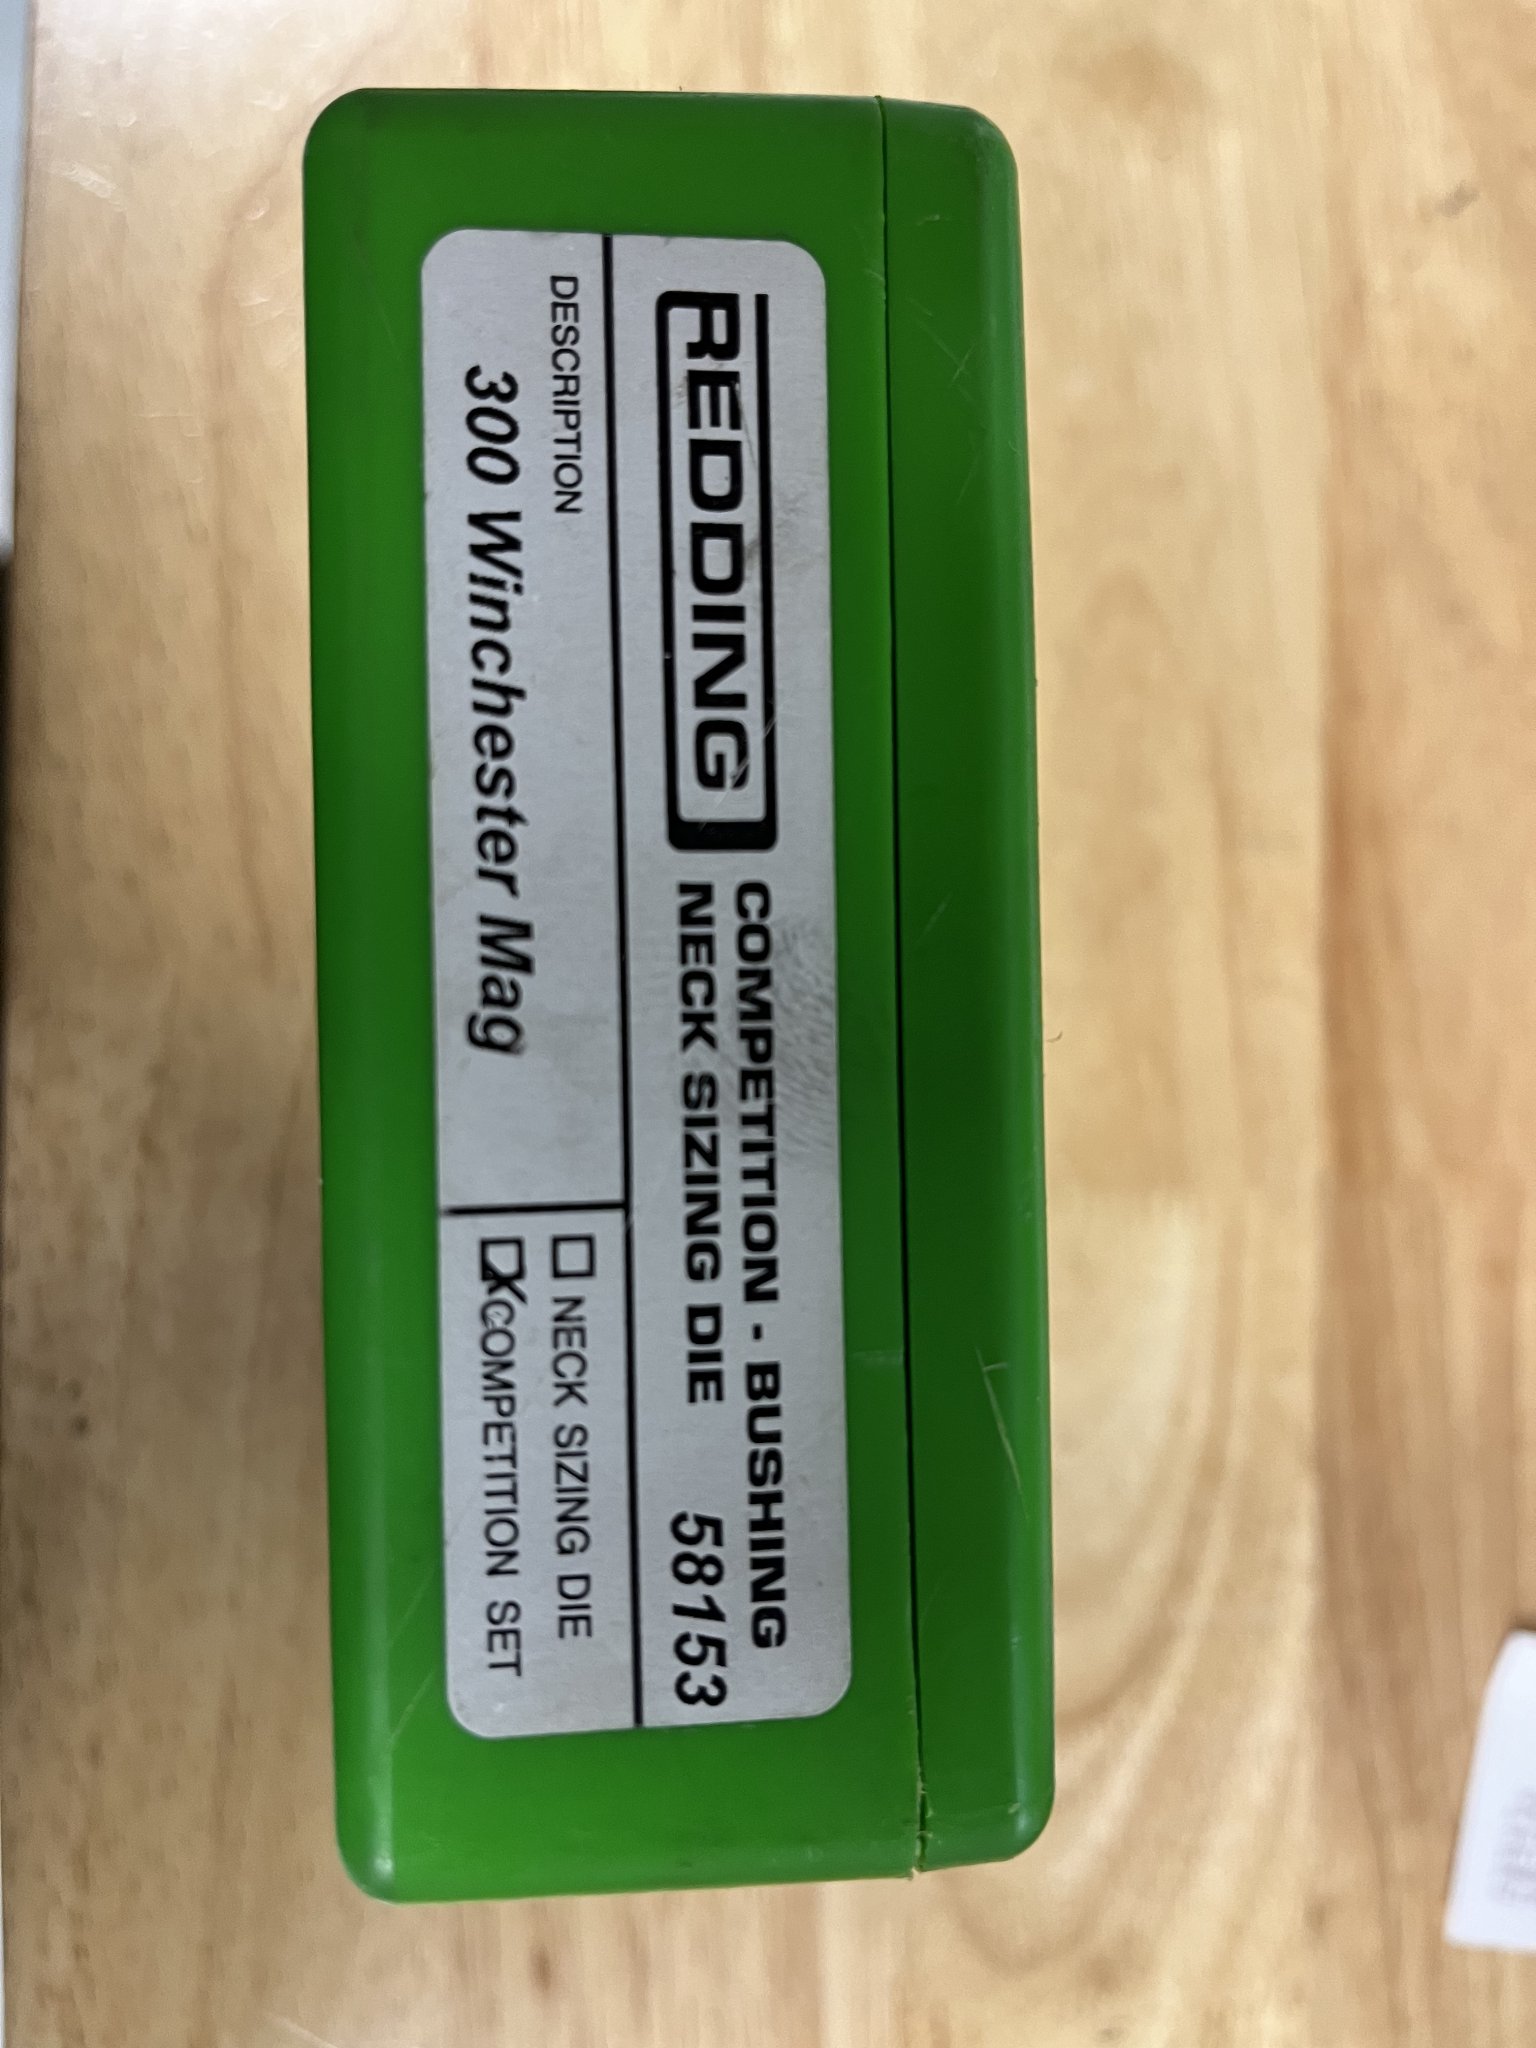 REDDING
COMPETITION - BUSHING
NECK SIZING DIE 58153
DESCRIPTION
300 Winchester Mag
☐ NECK SIZING DIE
☒ COMPETITION SET